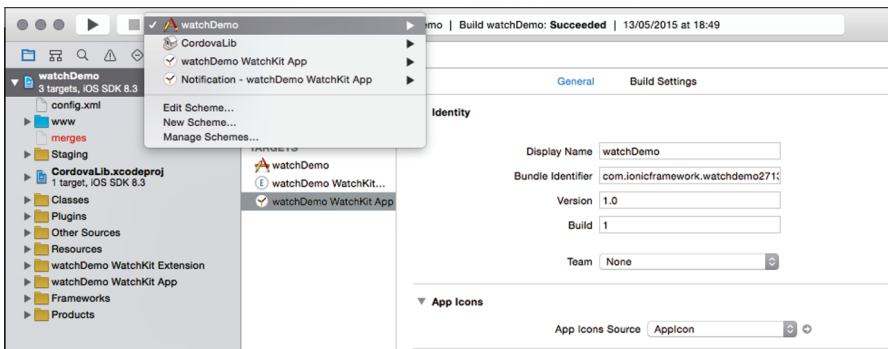 watchDemo
emo | Build watchDemo: Succeeded | 13/05/2015 at 18:49
CordovaLib
watchDemo WatchKit App
Notification - watchDemo WatchKit App
Edit Scheme...
New Scheme...
Manage Schemes...
watchDemo
3 targets, iOS SDK 8.3
config.xml
www
merges
Staging
CordovaLib.xcodeproj
1 target, iOS SDK 8.3
Classes
Plugins
Other Sources
Resources
watchDemo WatchKit Extension
watchDemo WatchKit App
Frameworks
Products
TARGETS
watchDemo
E watchDemo WatchKit...
watchDemo WatchKit App
General Build Settings
Identity
Display Name watchDemo
Bundle Identifier com.ionicframework.watchdemo271
Version 1.0
Build 1
Team None
App Icons
App Icons Source AppIcon